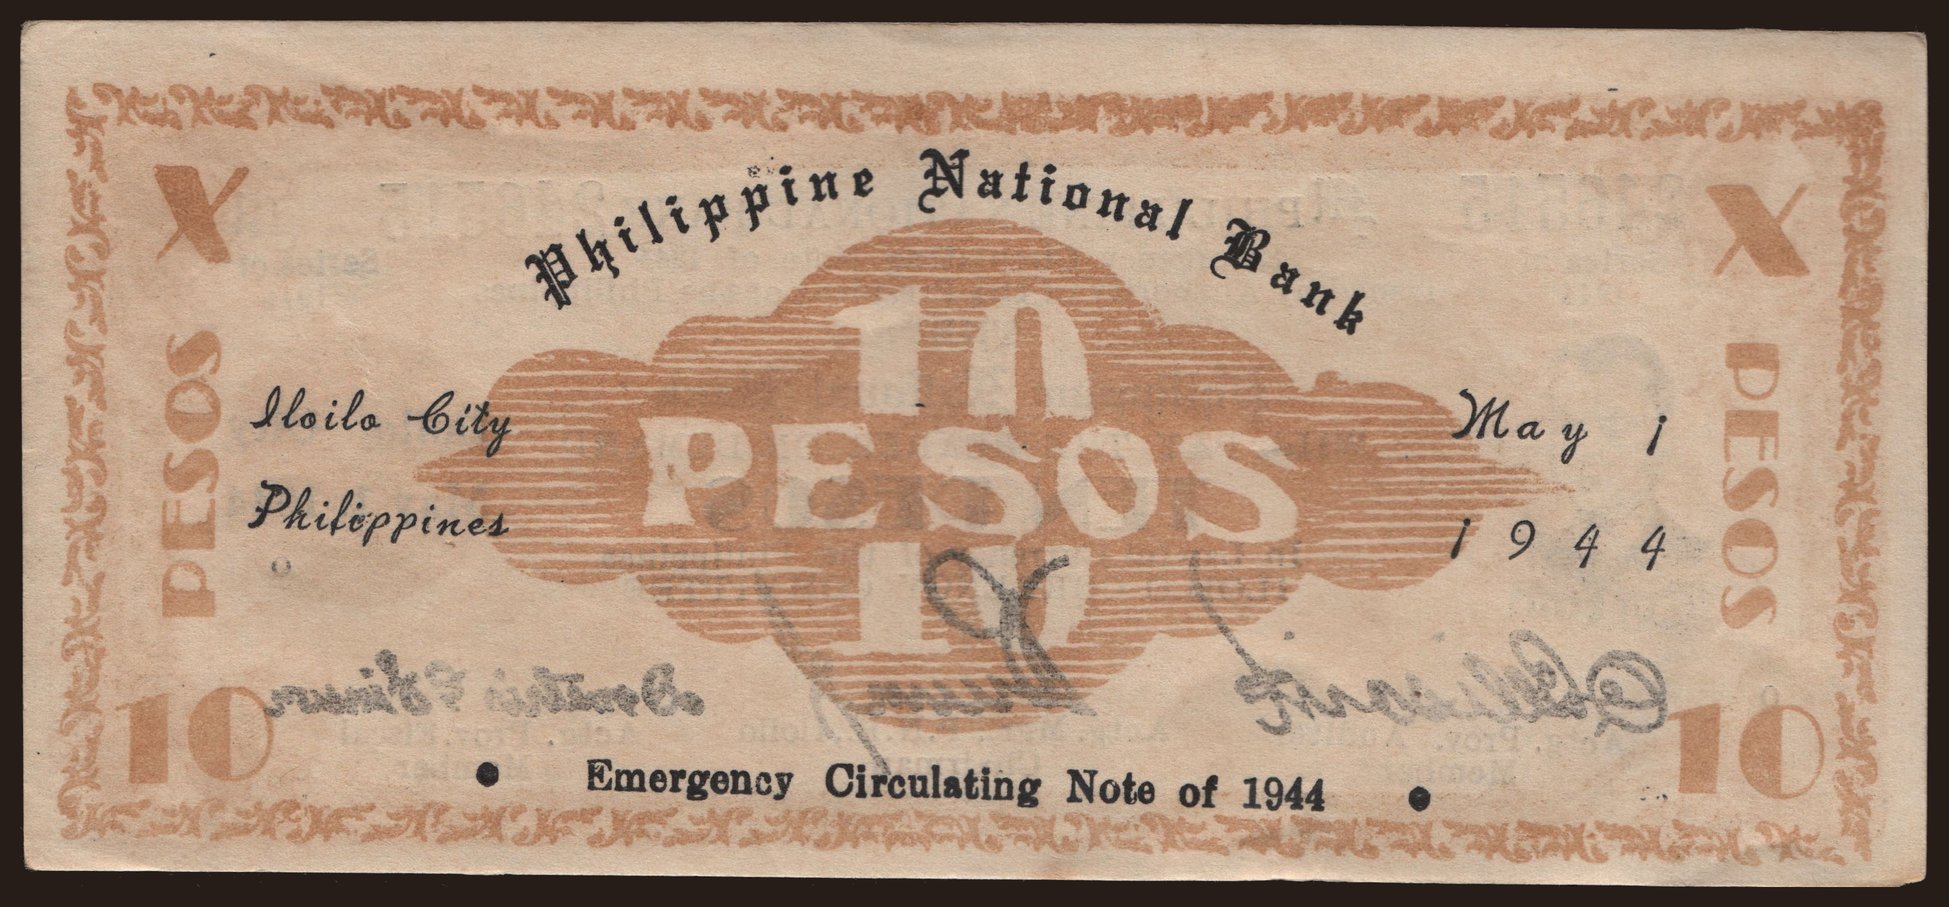 Philippine National Bank
X
X
PESOS
PESOS
10
PESOS
10
Iloilo City
Philippines
May 1
1944
10
10
Emergency Circulating Note of 1944